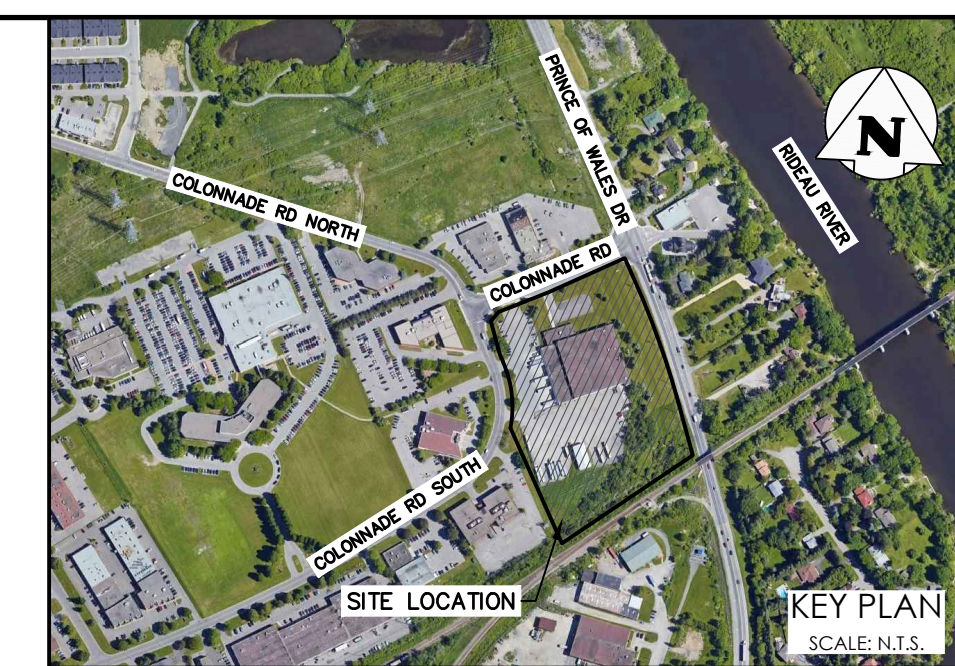 PRINCE OF WALES DR
N
RIDEAU RIVER
COLONNADE RD NORTH
COLONNADE RD
COLONNADE RD SOUTH
SITE LOCATION
KEY PLAN
SCALE: N.T.S.